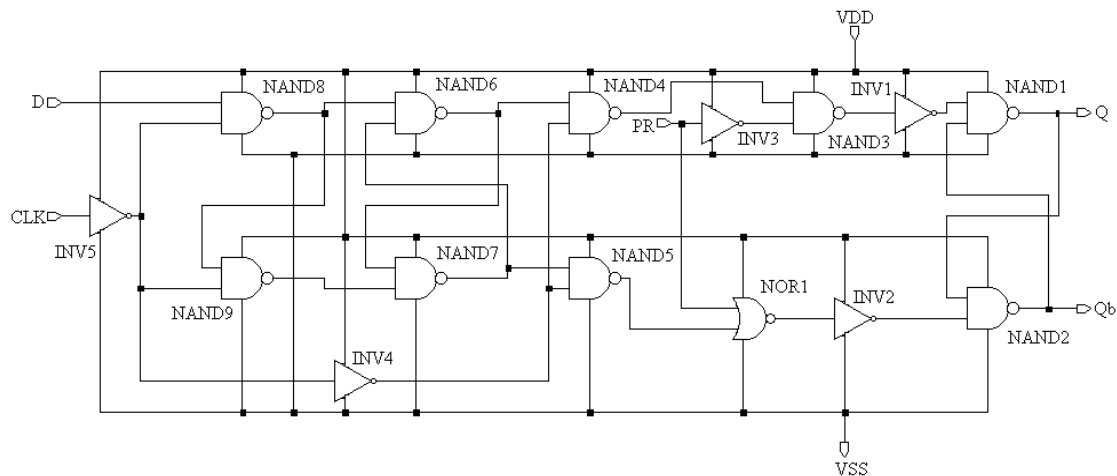 VDD
NAND8
NAND6
NAND4
INV1
NAND1
D
PR
Q
INV3
NAND3
CLK
INV5
NAND7
NAND5
NOR1
INV2
NAND9
Qb
NAND2
INV4
VSS